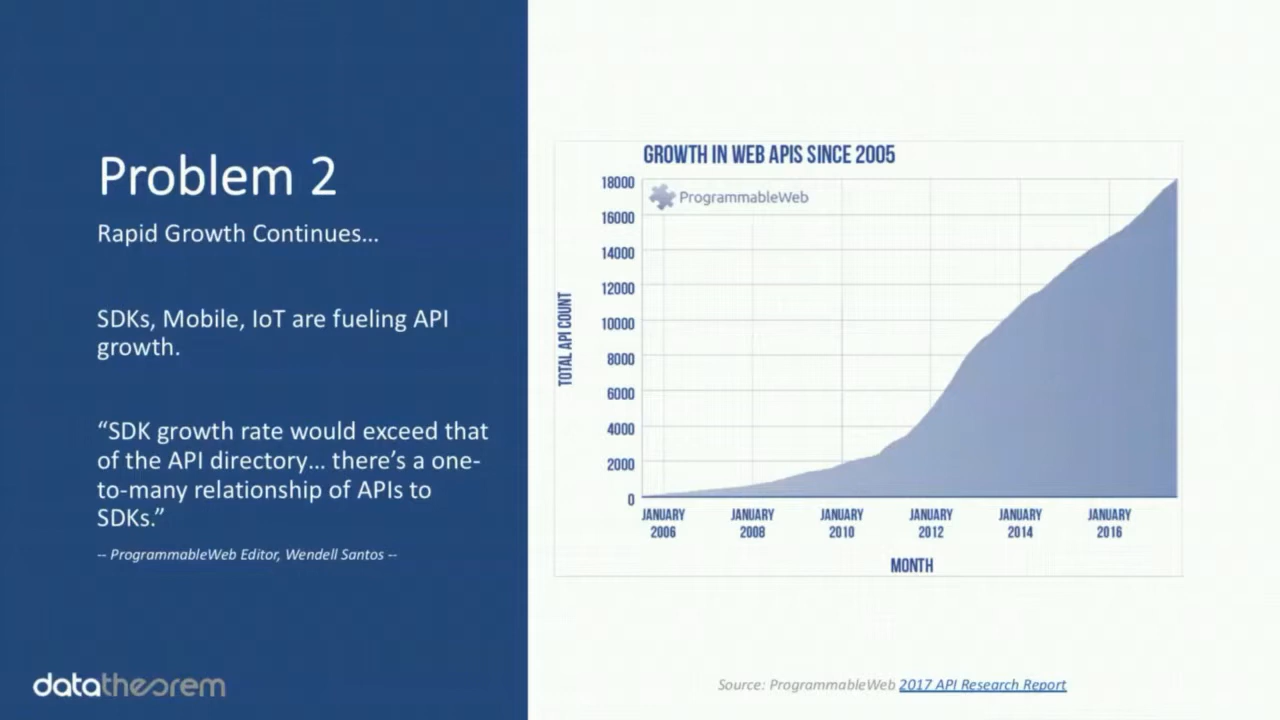 Problem 2
Rapid Growth Continues...
SDKs, Mobile, IoT are fueling API
growth.
“SDK growth rate would exceed that
of the API directory... there’s a one-
to-many relationship of APIs to
SDKs.”
-- ProgrammableWeb Editor, Wendell Santos --
datatheorem
GROWTH IN WEB APIS SINCE 2005
ProgrammableWeb
TOTAL API COUNT
18000
16000
14000
12000
10000
8000
6000
4000
2000
0
JANUARY 2006
JANUARY 2008
JANUARY 2010
JANUARY 2012
JANUARY 2014
JANUARY 2016
MONTH
Source: ProgrammableWeb 2017 API Research Report